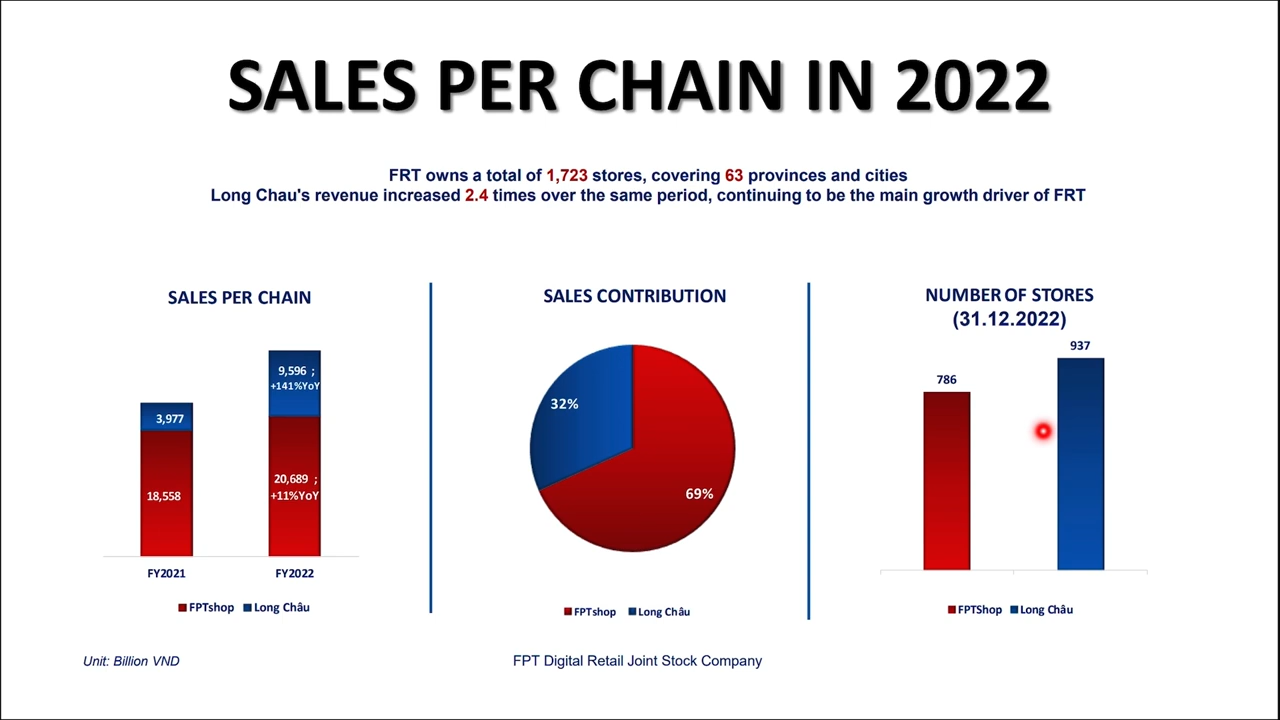 SALES PER CHAIN IN 2022
FRT owns a total of 1,723 stores, covering 63 provinces and cities
Long Chau's revenue increased 2.4 times over the same period, continuing to be the main growth driver of FRT
SALES PER CHAIN
9,596 ;
+141%YoY
3,977
20,689 ;
+11%YoY
18,558
FY2021
FY2022
FPTshop
Long Châu
SALES CONTRIBUTION
32%
69%
FPTshop
Long Châu
NUMBER OF STORES
(31.12.2022)
937
786
FPTShop
Long Châu
Unit: Billion VND
FPT Digital Retail Joint Stock Company